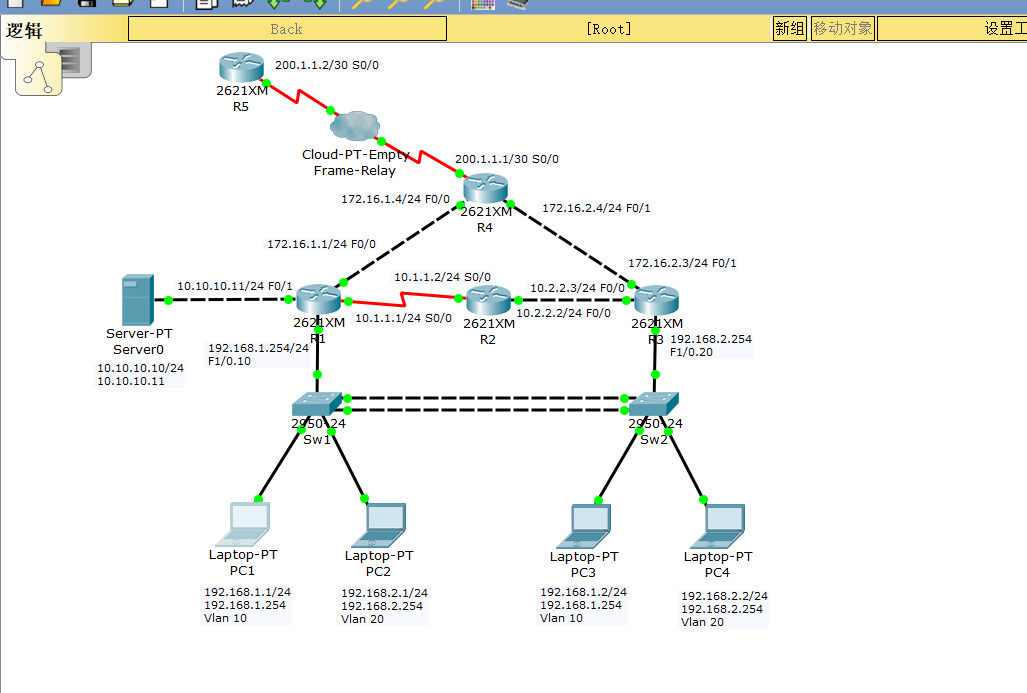 逻辑
Back
[Root]
新组
移动对象
设置工
200.1.1.2/30 S0/0
2621XM
R5
Cloud-PT-Empty
Frame-Relay
200.1.1.1/30 S0/0
172.16.1.4/24 F0/0
2621XM
R4
172.16.2.4/24 F0/1
172.16.1.1/24 F0/0
172.16.2.3/24 F0/1
10.10.10.11/24 F0/1
10.1.1.2/24 S0/0
10.2.2.3/24 F0/0
10.1.1.1/24 S0/0
10.2.2.2/24 F0/0
2621XM
R1
2621XM
R2
2621XM
R3
Server-PT
Server0
10.10.10.10/24
10.10.10.11
192.168.1.254/24
F1/0.10
192.168.2.254
F1/0.20
2950-24
Sw1
2950-24
Sw2
Laptop-PT
PC1
192.168.1.1/24
192.168.1.254
Vlan 10
Laptop-PT
PC2
192.168.2.1/24
192.168.2.254
Vlan 20
Laptop-PT
PC3
192.168.1.2/24
192.168.1.254
Vlan 10
Laptop-PT
PC4
192.168.2.2/24
192.168.2.254
Vlan 20